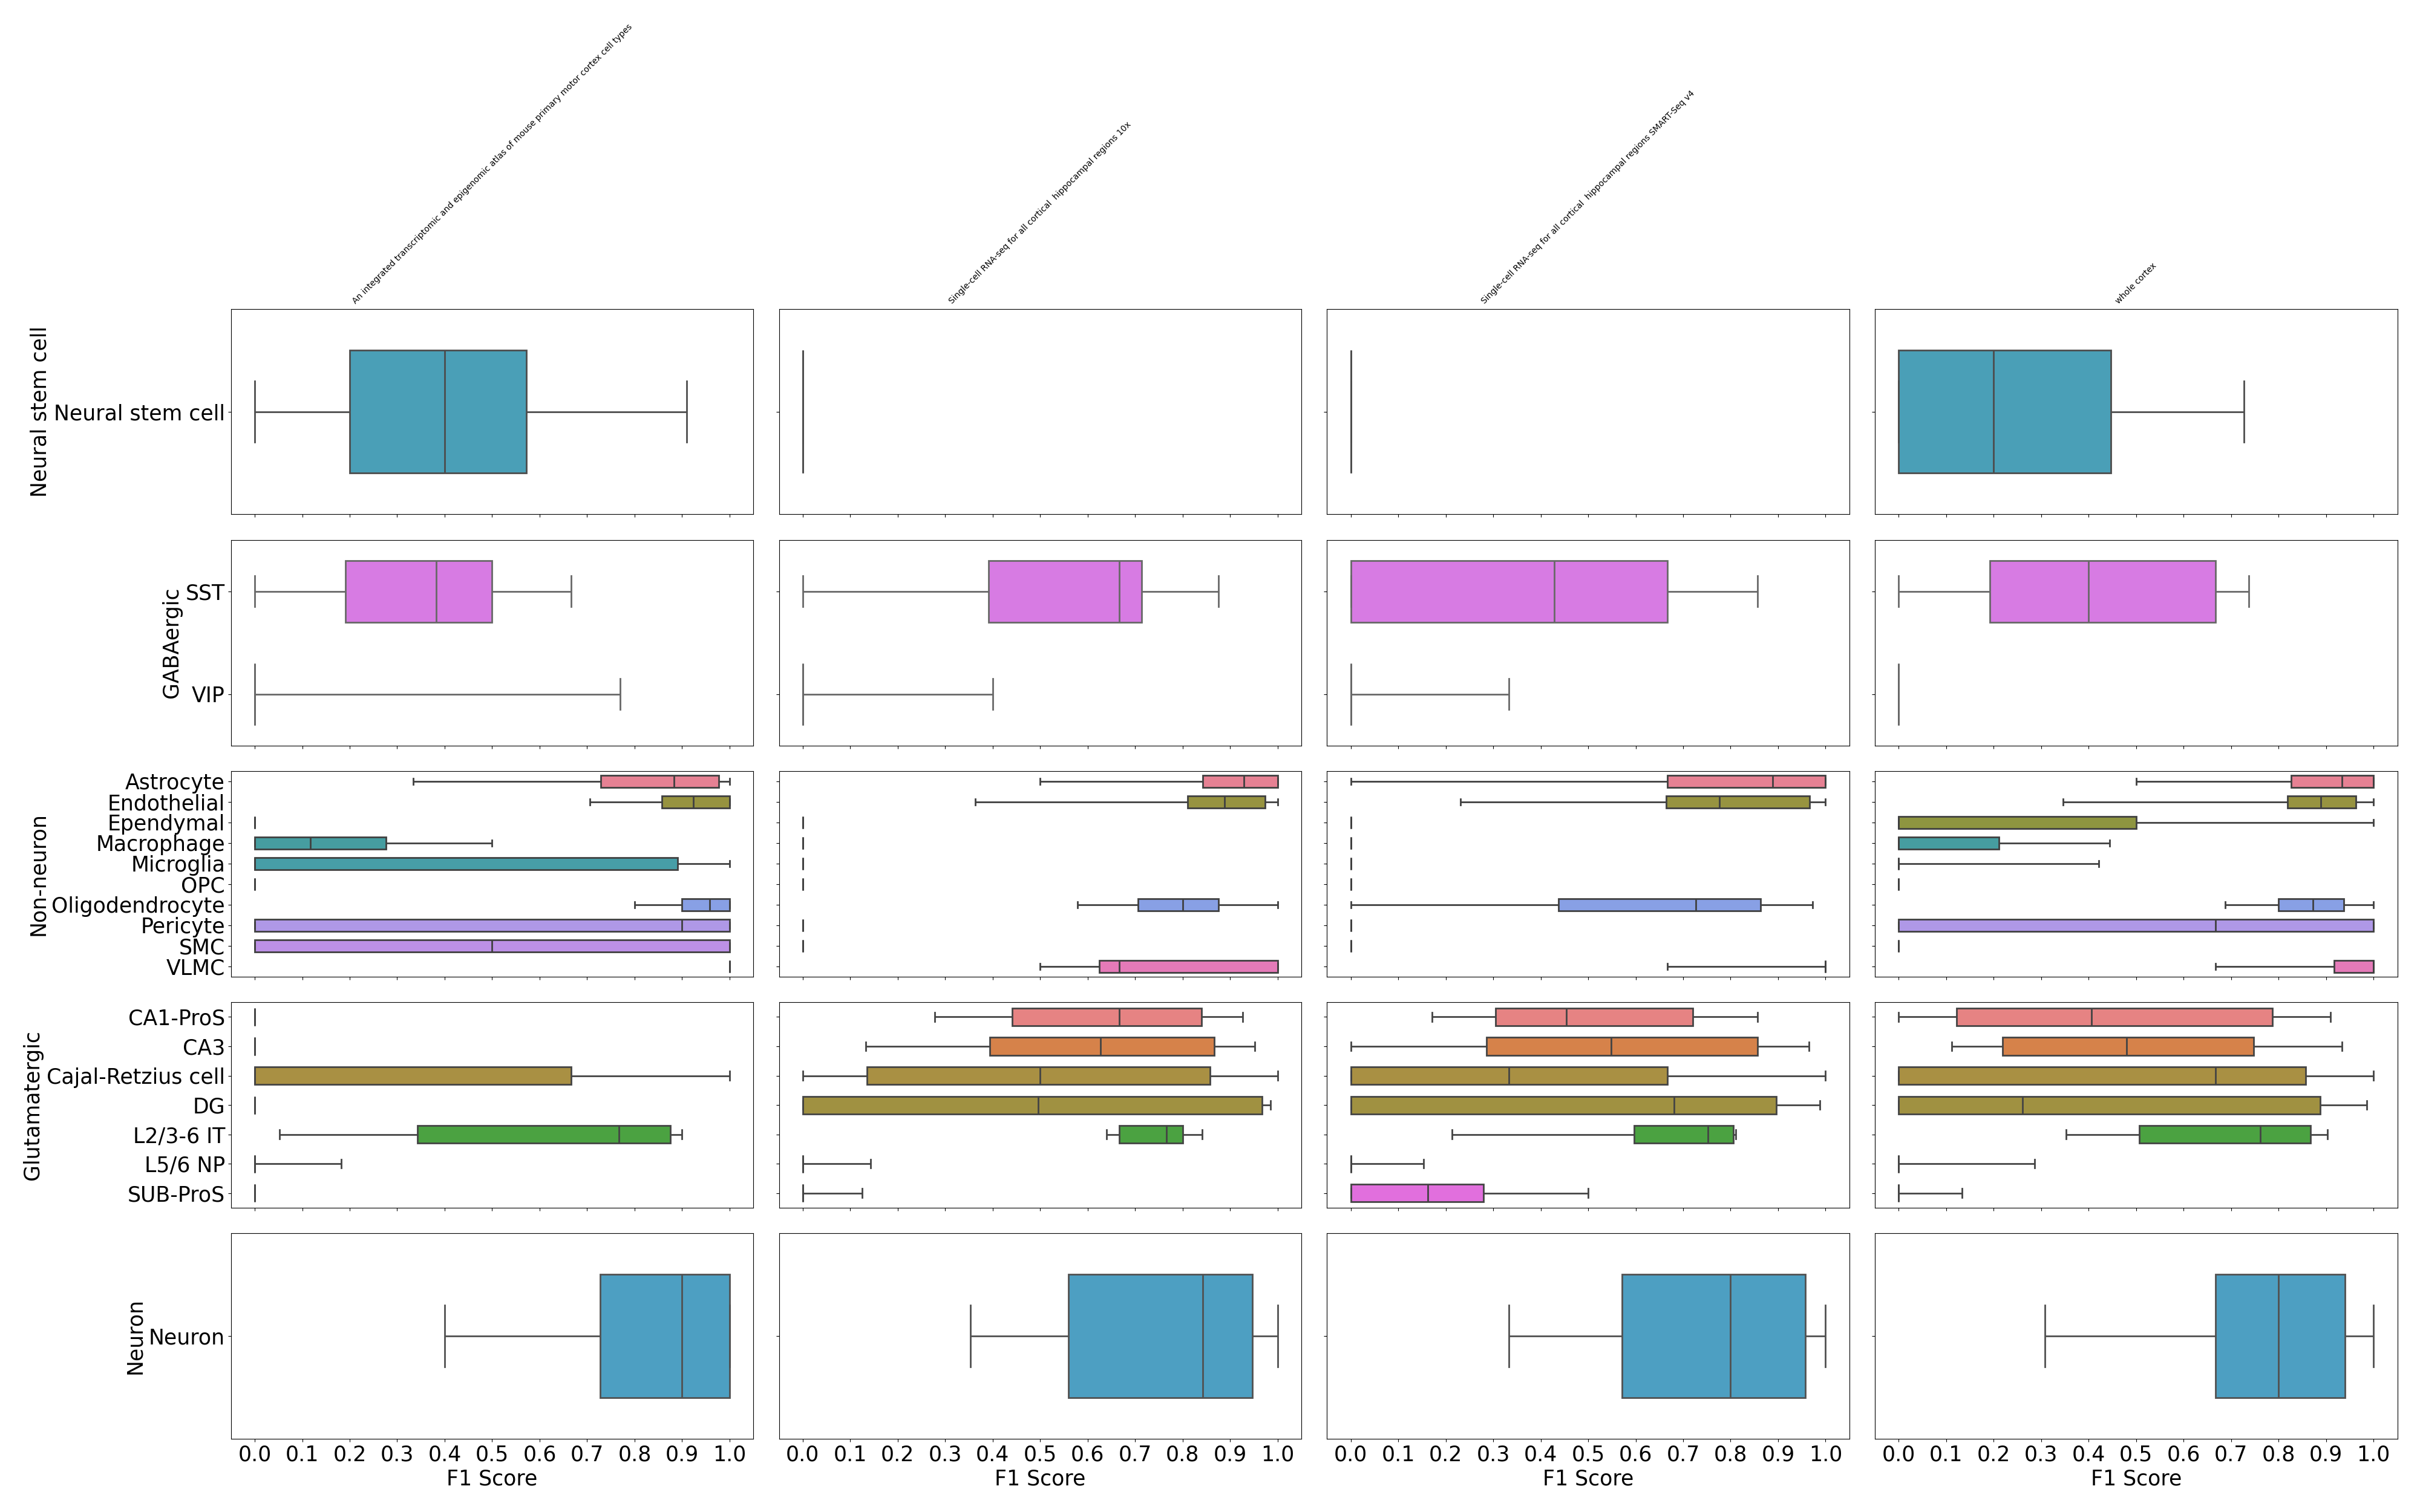 An integrated transcriptomic and epigenomic atlas of mouse primary motor cortex cell types
Single-cell RNA-seq for all cortical  hippocampal regions 10x
Single-cell RNA-seq for all cortical  hippocampal regions SMART-Seq v4
whole cortex
Neural stem cell
Neural stem cell
GABAergic
SST
VIP
Non-neuron
Astrocyte
Endothelial
Ependymal
Macrophage
Microglia
OPC
Oligodendrocyte
Pericyte
SMC
VLMC
Glutamatergic
CA1-ProS
CA3
Cajal-Retzius cell
DG
L2/3-6 IT
L5/6 NP
SUB-ProS
Neuron
Neuron
0.0 0.1 0.2 0.3 0.4 0.5 0.6 0.7 0.8 0.9 1.0
0.0 0.1 0.2 0.3 0.4 0.5 0.6 0.7 0.8 0.9 1.0
0.0 0.1 0.2 0.3 0.4 0.5 0.6 0.7 0.8 0.9 1.0
0.0 0.1 0.2 0.3 0.4 0.5 0.6 0.7 0.8 0.9 1.0
F1 Score
F1 Score
F1 Score
F1 Score